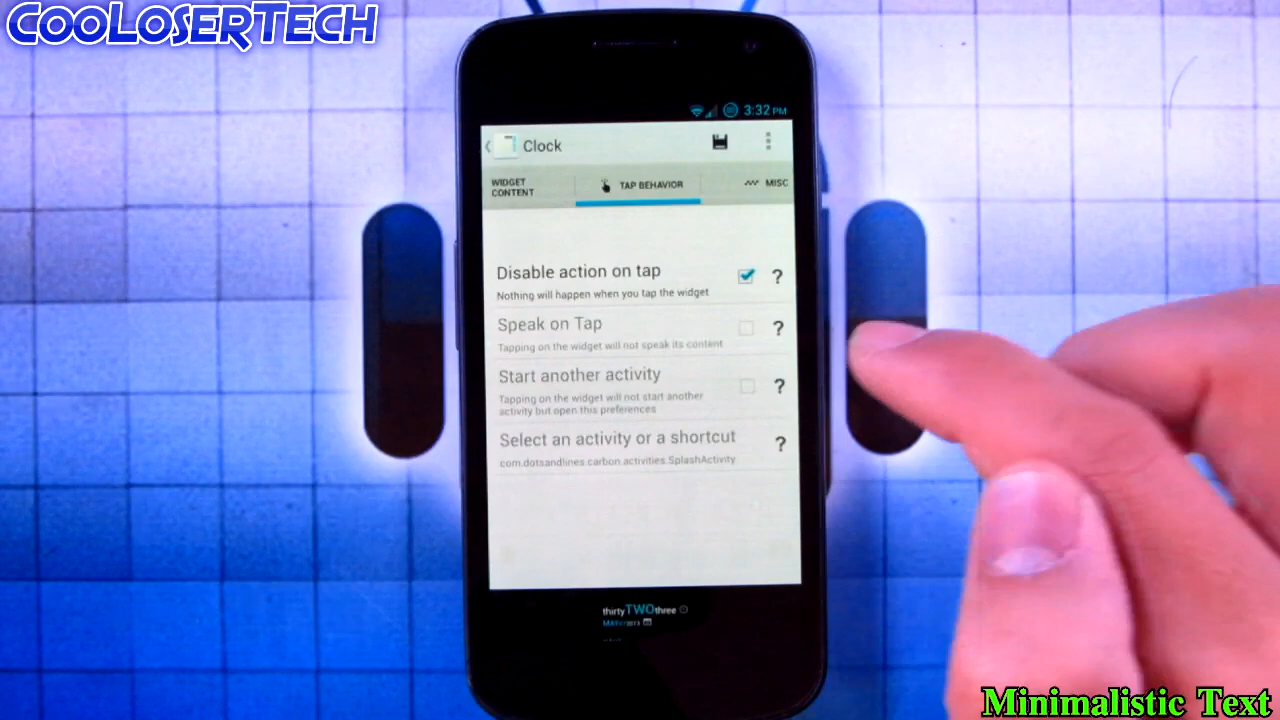 CooLoserTech
3:32 PM
Clock
WIDGET
CONTENT
TAP BEHAVIOR
MISC
Disable action on tap
?
Nothing will happen when you tap the widget
Speak on Tap
?
Tapping on the widget will not speak its content
Start another activity
?
Tapping on the widget will not start another
activity but open this preferences
Select an activity or a shortcut
?
com.dotsandlines.carbon.activities.SplashActivity
thirtyTWOthree
Minimalistic Text